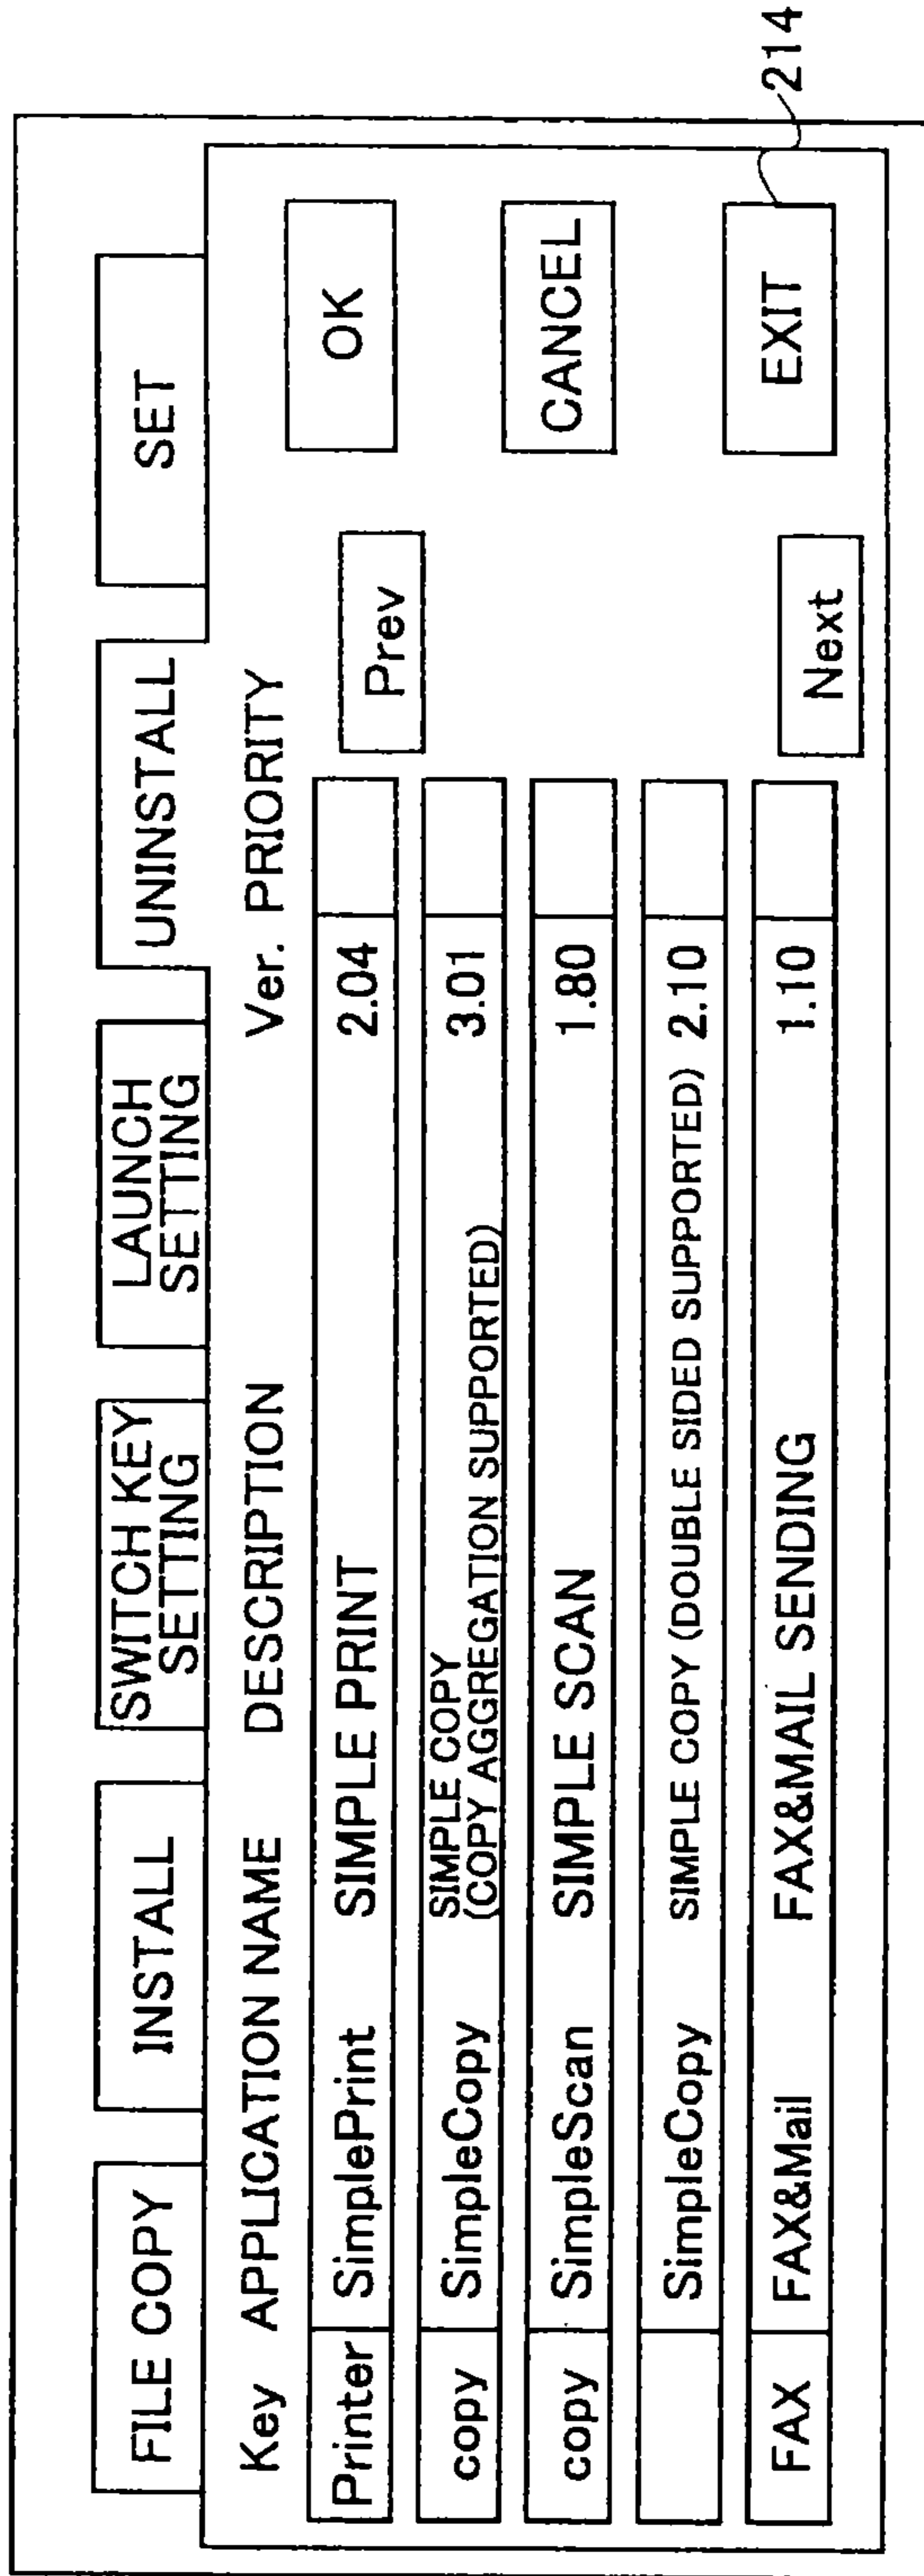 FILE COPY
INSTALL
SWITCH KEY
SETTING
LAUNCH
SETTING
UNINSTALL
SET
Key APPLICATION NAME DESCRIPTION Ver. PRIORITY
Printer SimplePrint SIMPLE PRINT 2.04
copy SimpleCopy SIMPLE COPY
(COPY AGGREGATION SUPPORTED) 3.01
copy SimpleScan SIMPLE SCAN 1.80
SimpleCopy SIMPLE COPY (DOUBLE SIDED SUPPORTED) 2.10
FAX FAX&Mail FAX&MAIL SENDING 1.10
Prev
Next
OK
CANCEL
EXIT
214